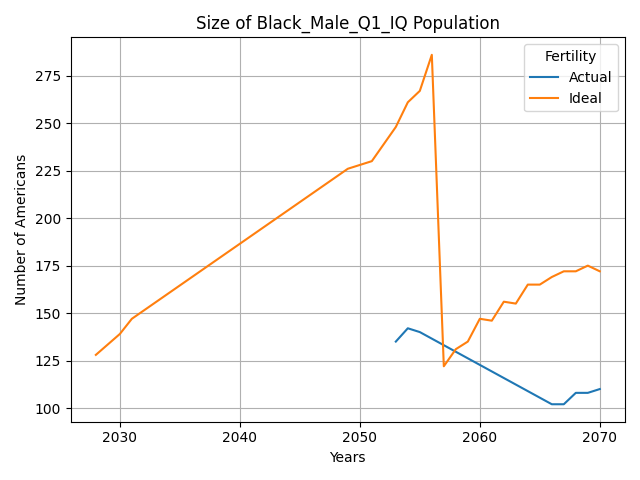 Size of Black_Male_Q1_IQ Population
Number of Americans
275
250
225
200
175
150
125
100
Fertility
Actual
Ideal
2030 2040 2050 2060 2070
Years